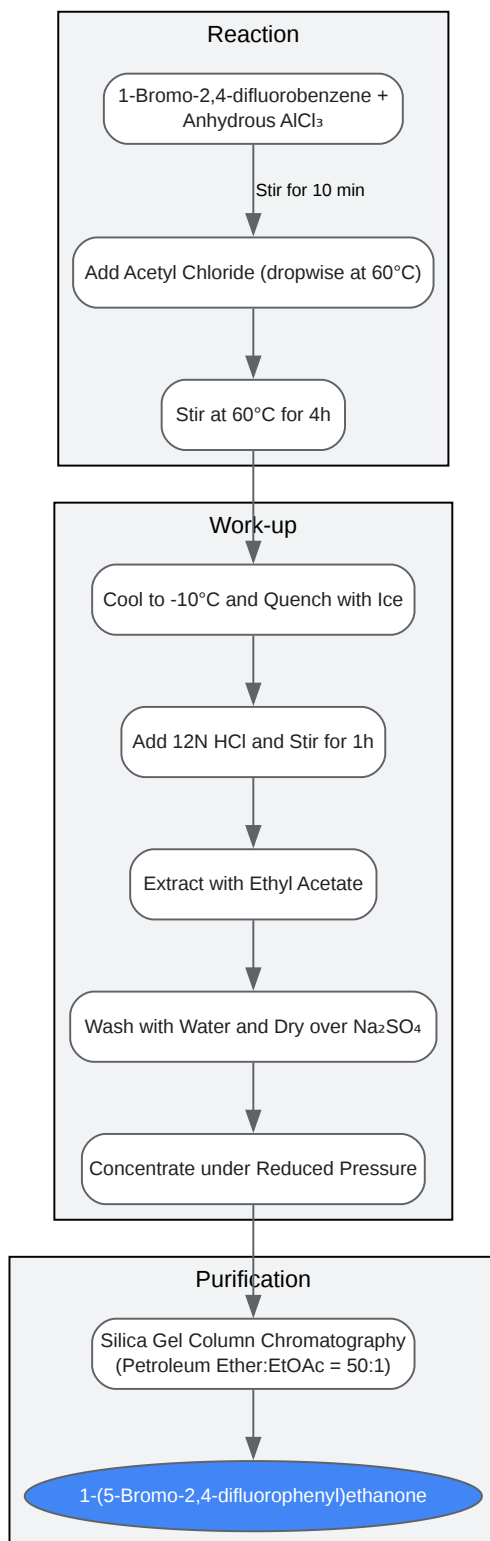 Reaction
1-Bromo-2,4-difluorobenzene +
Anhydrous AlCl₃
Stir for 10 min
Add Acetyl Chloride (dropwise at 60°C)
Stir at 60°C for 4h
Work-up
Cool to -10°C and Quench with Ice
Add 12N HCl and Stir for 1h
Extract with Ethyl Acetate
Wash with Water and Dry over Na₂SO₄
Concentrate under Reduced Pressure
Purification
Silica Gel Column Chromatography
(Petroleum Ether:EtOAc = 50:1)
1-(5-Bromo-2,4-difluorophenyl)ethanone